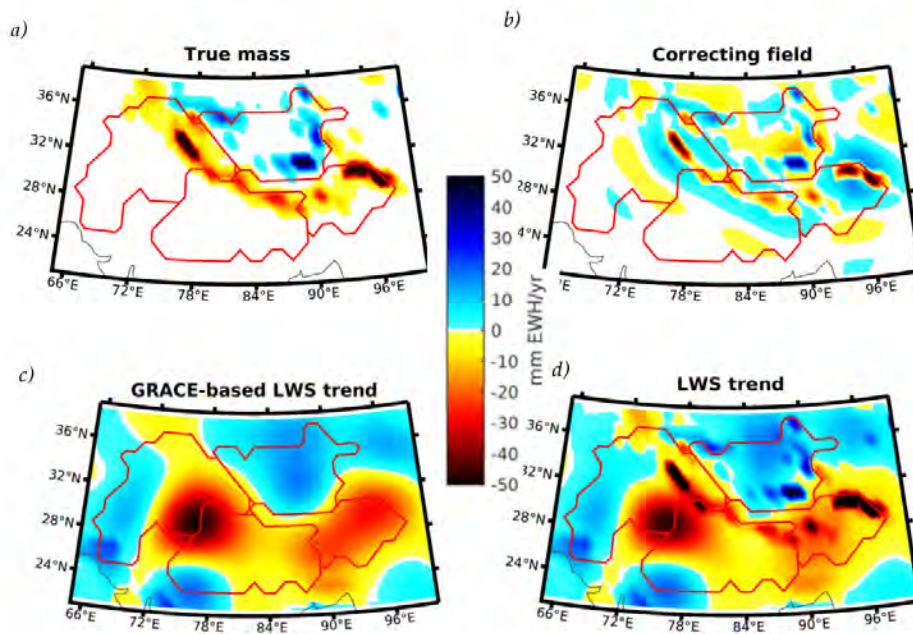 a)
True mass
36°N
32°N
28°N
24°N
66°E 72°E 78°E 84°E 90°E 96°E
b)
Correcting field
36°N
32°N
28°N
4°N
°E 72°E 78°E 84°E 90°E 96°E
50
40
30
20
10
0
-10
-20
-30
-40
-50
mm EWH/yr
c)
GRACE-based LWS trend
36°N
32°N
28°N
24°N
66°E 72°E 78°E 84°E 90°E 96°E
d)
LWS trend
36°N
32°N
28°N
24°N
66°E 72°E 78°E 84°E 90°E 96°E